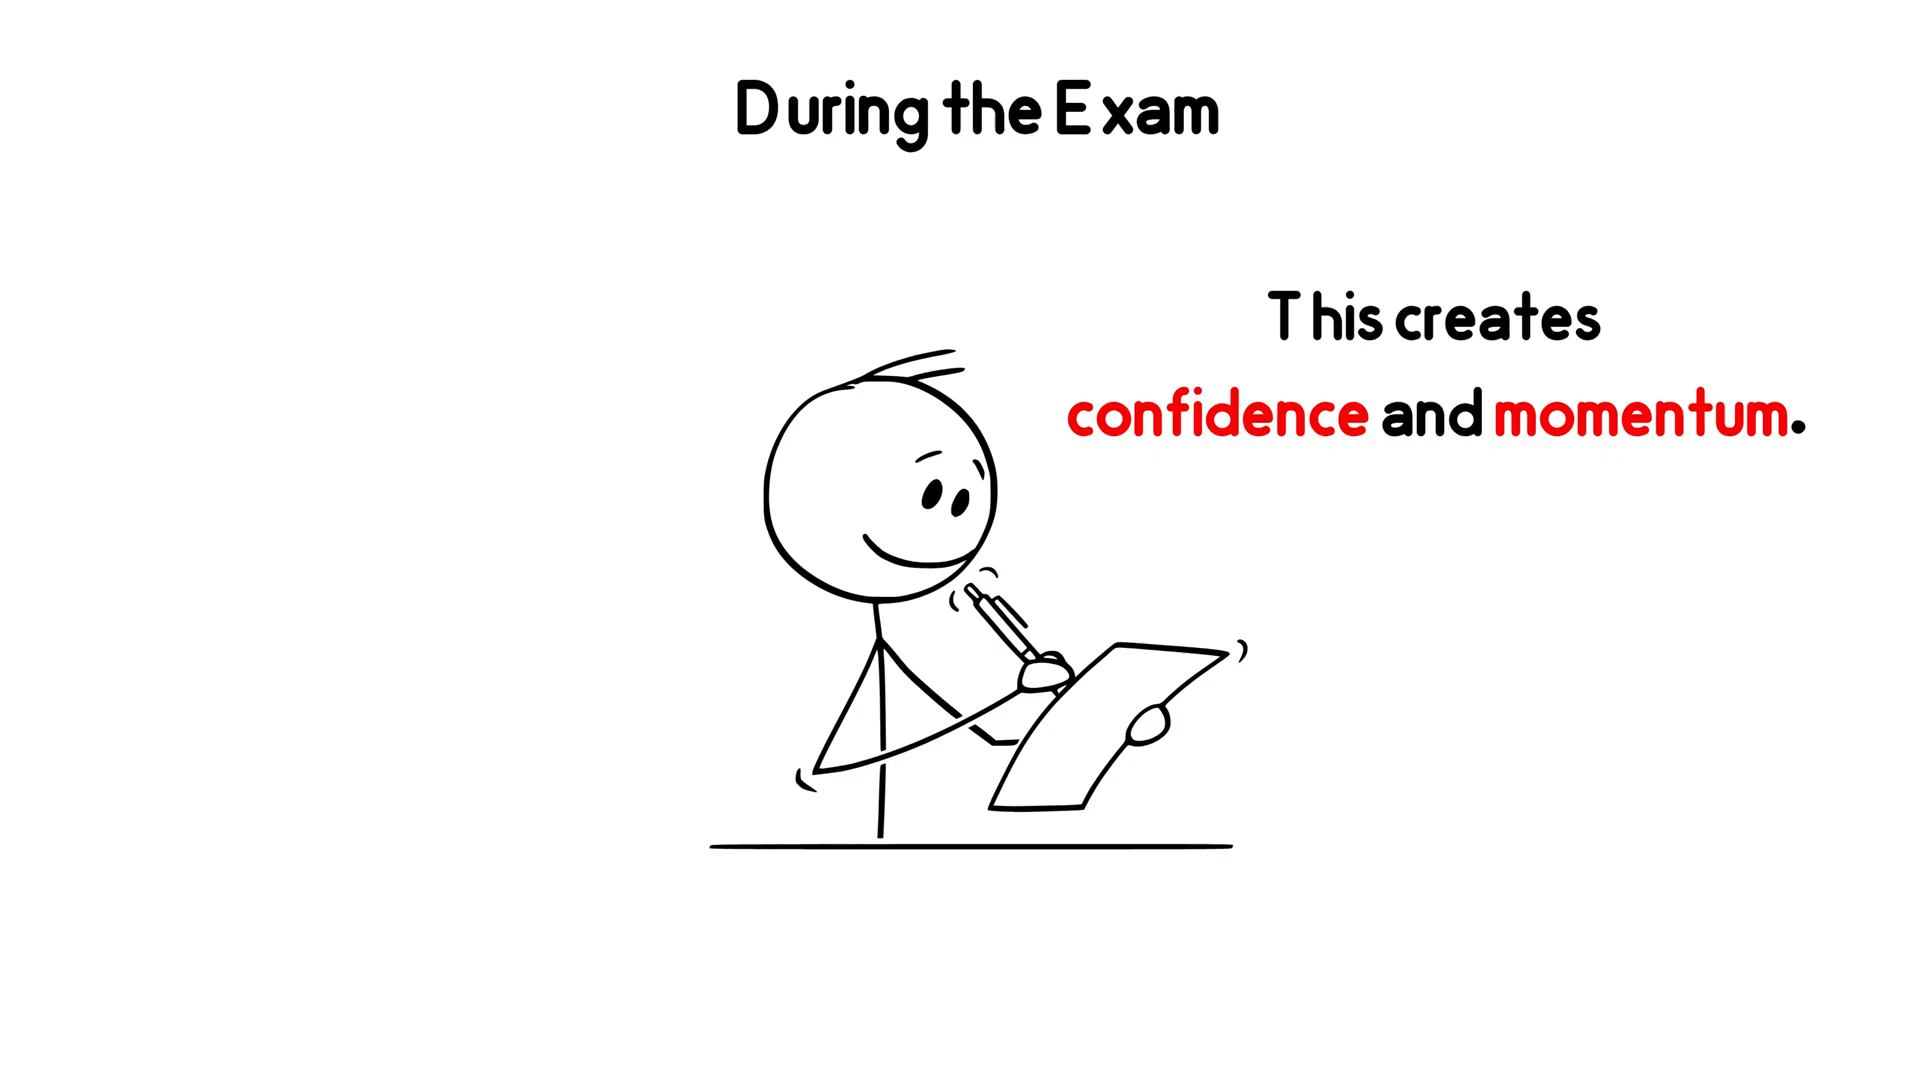 During the Exam
This creates
confidence and momentum.